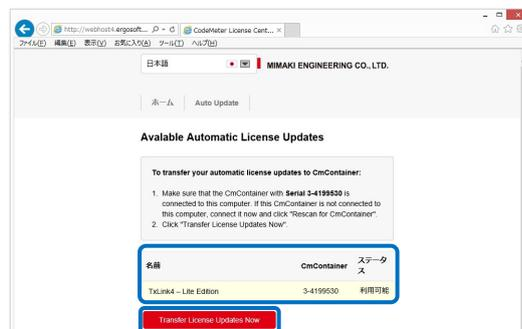 http://webhost4.ergosoft...
CodeMeter License Cent...
ファイル(F) 編集(E) 表示(V) お気に入り(A) ツール(T) ヘルプ(H)
日本語
MIMAKI ENGINEERING CO., LTD.
ホーム Auto Update
Avalable Automatic License Updates
To transfer your automatic license updates to CmContainer:
1. Make sure that the CmContainer with Serial 3-4199530 is
connected to this computer. If this CmContainer is not connected to
this computer, connect it now and click "Rescan for CmContainer".
2. Click "Transfer License Updates Now".
名前 CmContainer ステータス
TxLink4 – Lite Edition 3-4199530 利用可能
Transfer License Updates Now